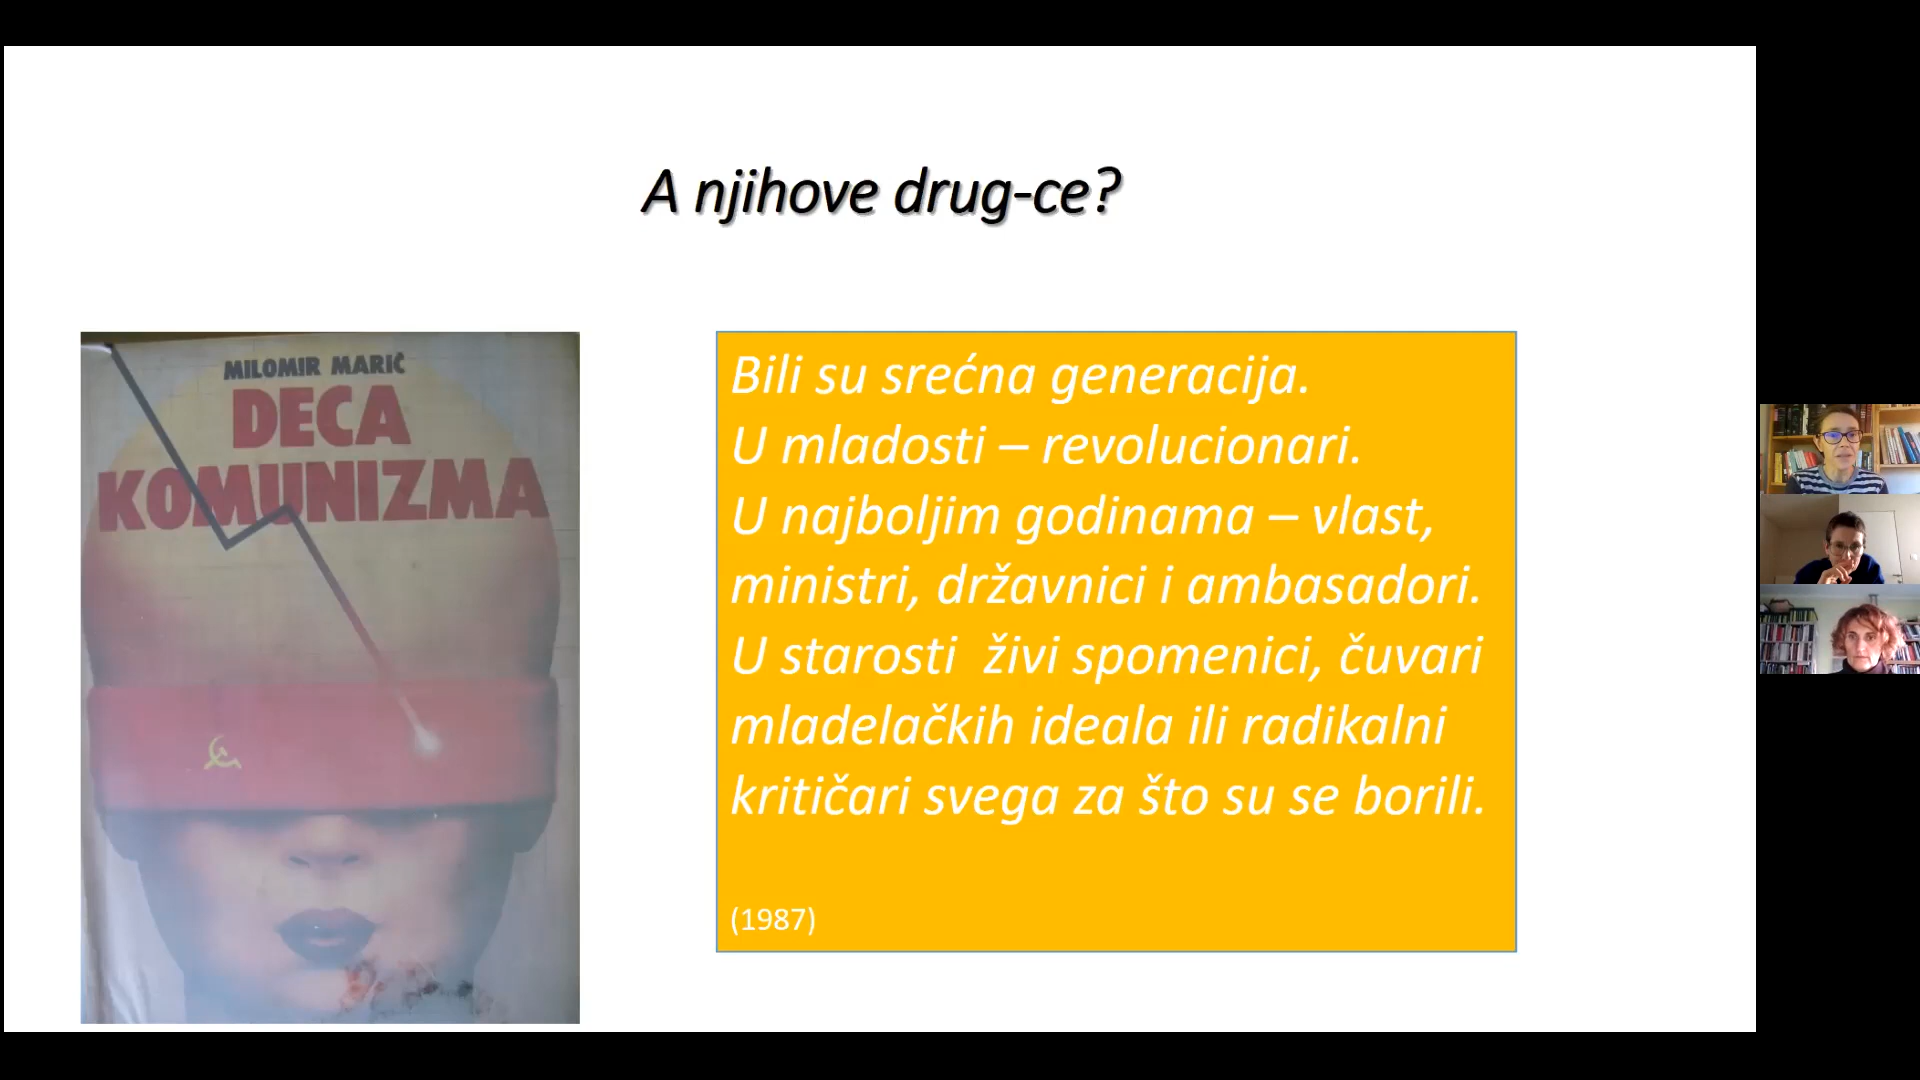 A njihove drug-ce?
MILOMIR MARIĆ
DECA
KOMUNIZMA
Bili su srećna generacija.
U mladosti – revolucionari.
U najboljim godinama – vlast,
ministri, državnici i ambasadori.
U starosti  živi spomenici, čuvari
mladelačkih ideala ili radikalni
kritičari svega za što su se borili.
(1987)